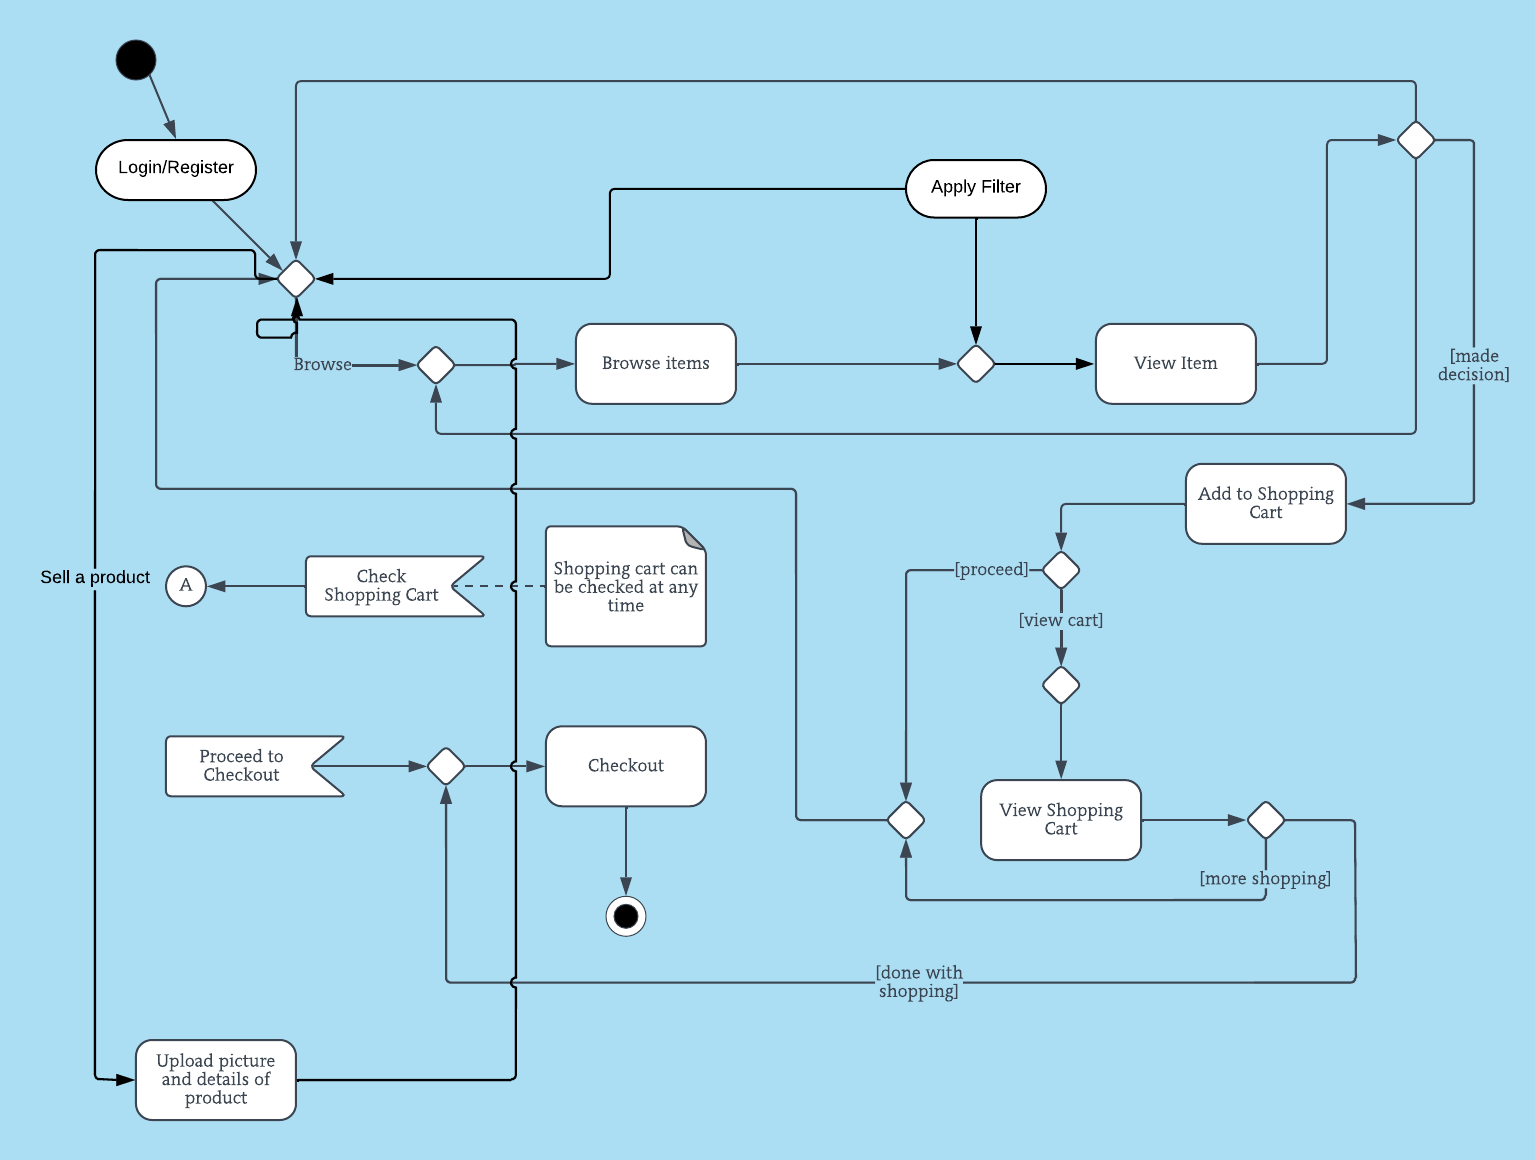 Login/Register
Apply Filter
Browse
Browse items
View Item
[made
decision]
Add to Shopping
Cart
Sell a product
A
Check
Shopping Cart
Shopping cart can
be checked at any
time
[proceed]
[view cart]
Proceed to
Checkout
Checkout
View Shopping
Cart
[more shopping]
[done with
shopping]
Upload picture
and details of
product